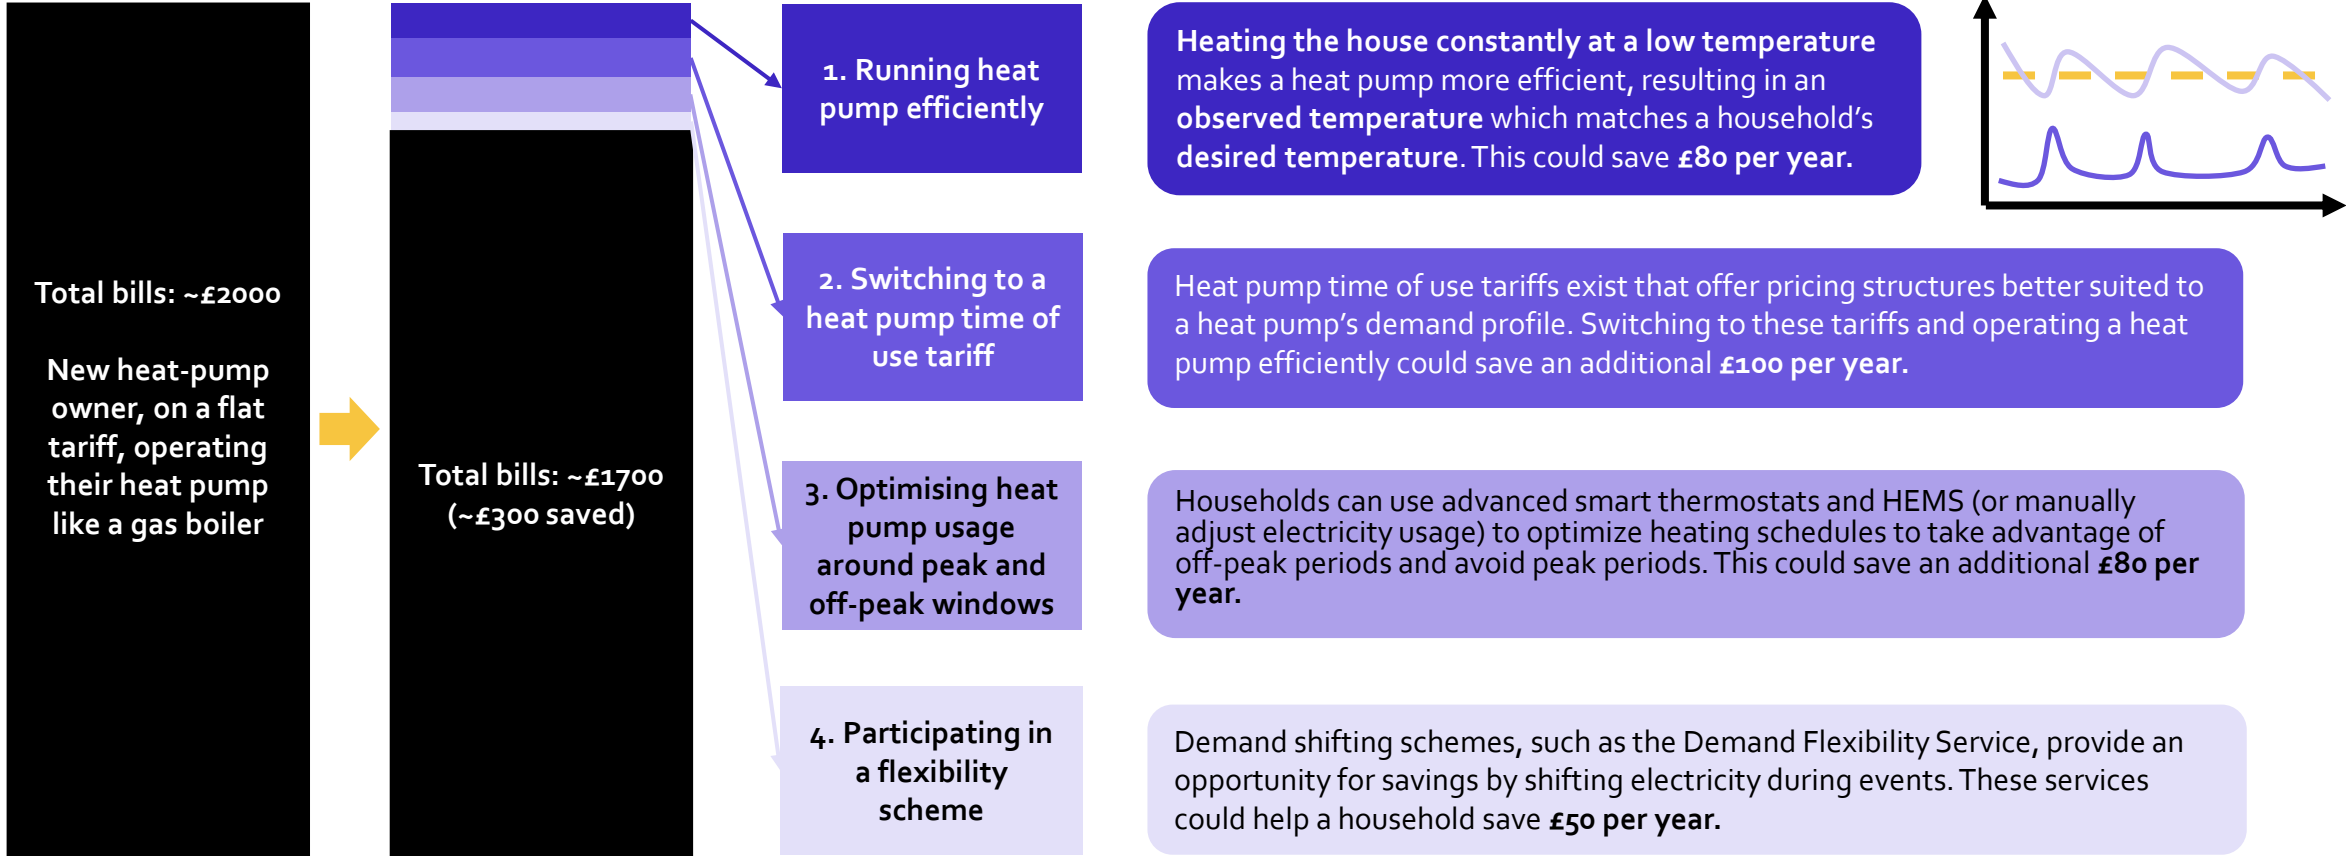 Total bills: ~£2000
New heat-pump
owner, on a flat
tariff, operating
their heat pump
like a gas boiler
Total bills: ~£1700
(~£300 saved)
1. Running heat
pump efficiently
Heating the house constantly at a low temperature
makes a heat pump more efficient, resulting in an
observed temperature which matches a household’s
desired temperature. This could save £80 per year.
2. Switching to a
heat pump time of
use tariff
Heat pump time of use tariffs exist that offer pricing structures better suited to
a heat pump’s demand profile. Switching to these tariffs and operating a heat
pump efficiently could save an additional £100 per year.
3. Optimising heat
pump usage
around peak and
off-peak windows
Households can use advanced smart thermostats and HEMS (or manually
adjust electricity usage) to optimize heating schedules to take advantage of
off-peak periods and avoid peak periods. This could save an additional £80 per
year.
4. Participating in
a flexibility
scheme
Demand shifting schemes, such as the Demand Flexibility Service, provide an
opportunity for savings by shifting electricity during events. These services
could help a household save £50 per year.